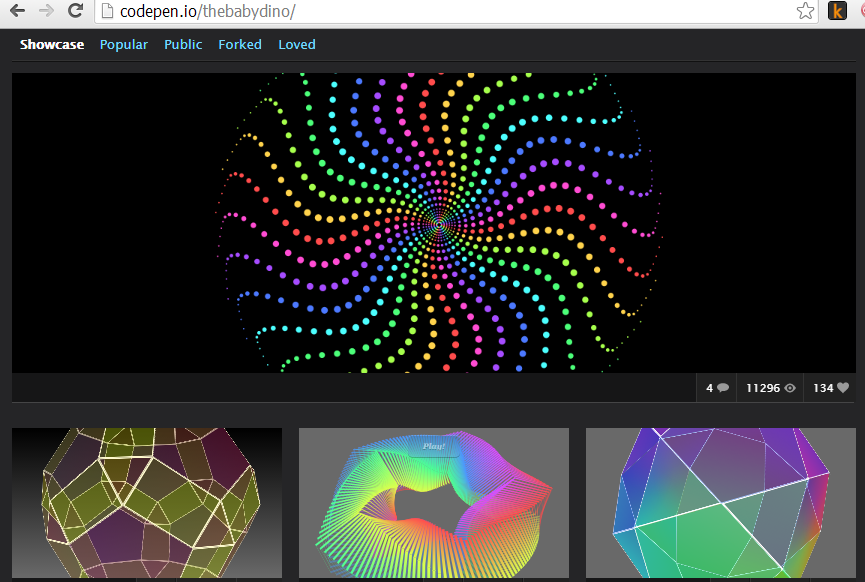 codepen.io/thebabydino/
k
Showcase Popular Public Forked Loved
4 11296 134
Play!